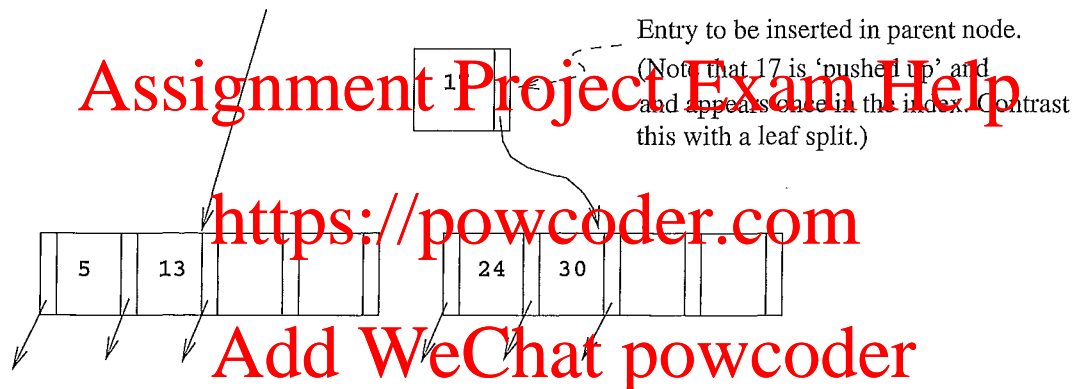 Entry to be inserted in parent node.
(Note that 17 is ‘pushed up’ and
and appears once in the index. Contrast
this with a leaf split.)
17
Assignment Project Exam Help
https://powcoder.com
5 13 24 30
Add WeChat powcoder